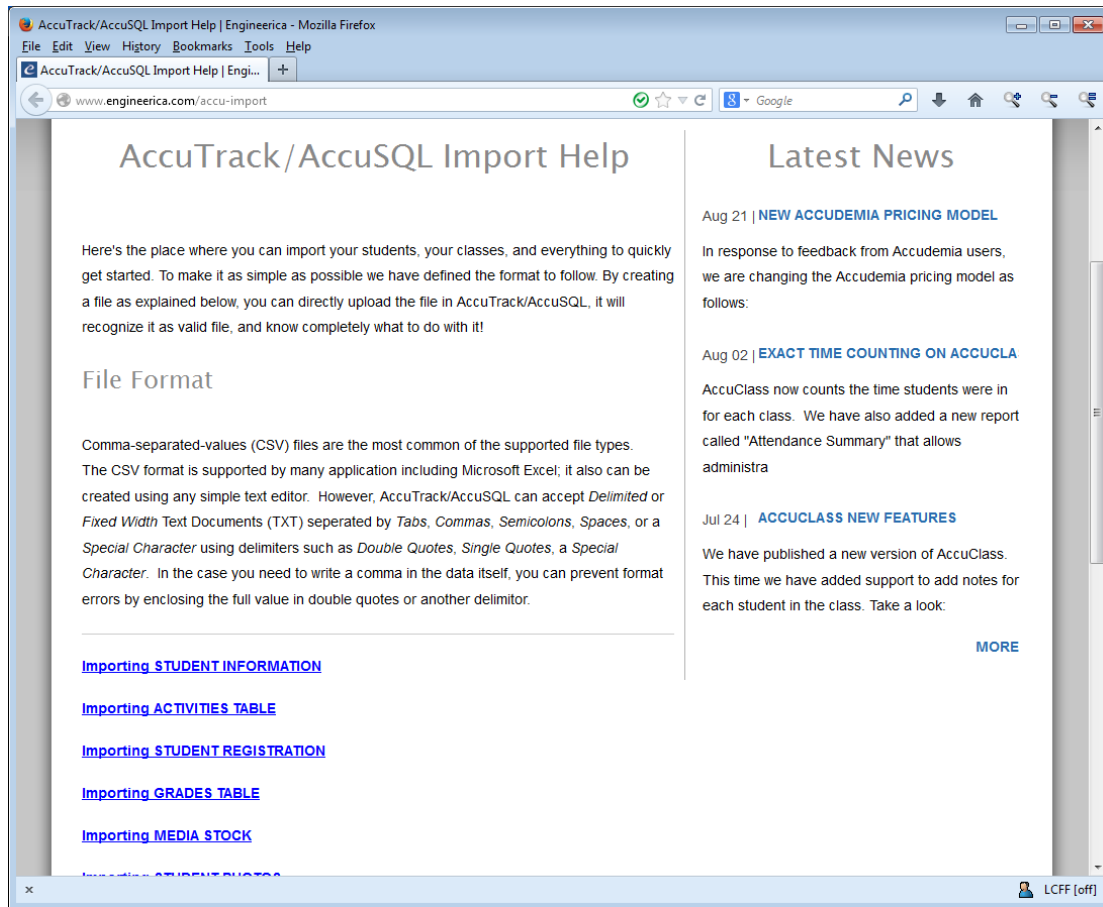 AccuTrack/AccuSQL Import Help | Engineerica - Mozilla Firefox
File Edit View History Bookmarks Tools Help
AccuTrack/AccuSQL Import Help | Engi...
www.engineerica.com/accu-import
Google
AccuTrack/AccuSQL Import Help
Here's the place where you can import your students, your classes, and everything to quickly
get started. To make it as simple as possible we have defined the format to follow. By creating
a file as explained below, you can directly upload the file in AccuTrack/AccuSQL, it will
recognize it as valid file, and know completely what to do with it!
File Format
Comma-separated-values (CSV) files are the most common of the supported file types.
The CSV format is supported by many application including Microsoft Excel; it also can be
created using any simple text editor. However, AccuTrack/AccuSQL can accept Delimited or
Fixed Width Text Documents (TXT) seperated by Tabs, Commas, Semicolons, Spaces, or a
Special Character using delimiters such as Double Quotes, Single Quotes, a Special
Character. In the case you need to write a comma in the data itself, you can prevent format
errors by enclosing the full value in double quotes or another delimitor.
Importing STUDENT INFORMATION
Importing ACTIVITIES TABLE
Importing STUDENT REGISTRATION
Importing GRADES TABLE
Importing MEDIA STOCK
Importing STUDENT PHOTOS
Latest News
Aug 21 | NEW ACCUDEMIA PRICING MODEL
In response to feedback from Accudemia users,
we are changing the Accudemia pricing model as
follows:
Aug 02 | EXACT TIME COUNTING ON ACCUCLA
AccuClass now counts the time students were in
for each class. We have also added a new report
called "Attendance Summary" that allows
administra
Jul 24 | ACCUCLASS NEW FEATURES
We have published a new version of AccuClass.
This time we have added support to add notes for
each student in the class. Take a look:
MORE
x
LCFF [off]